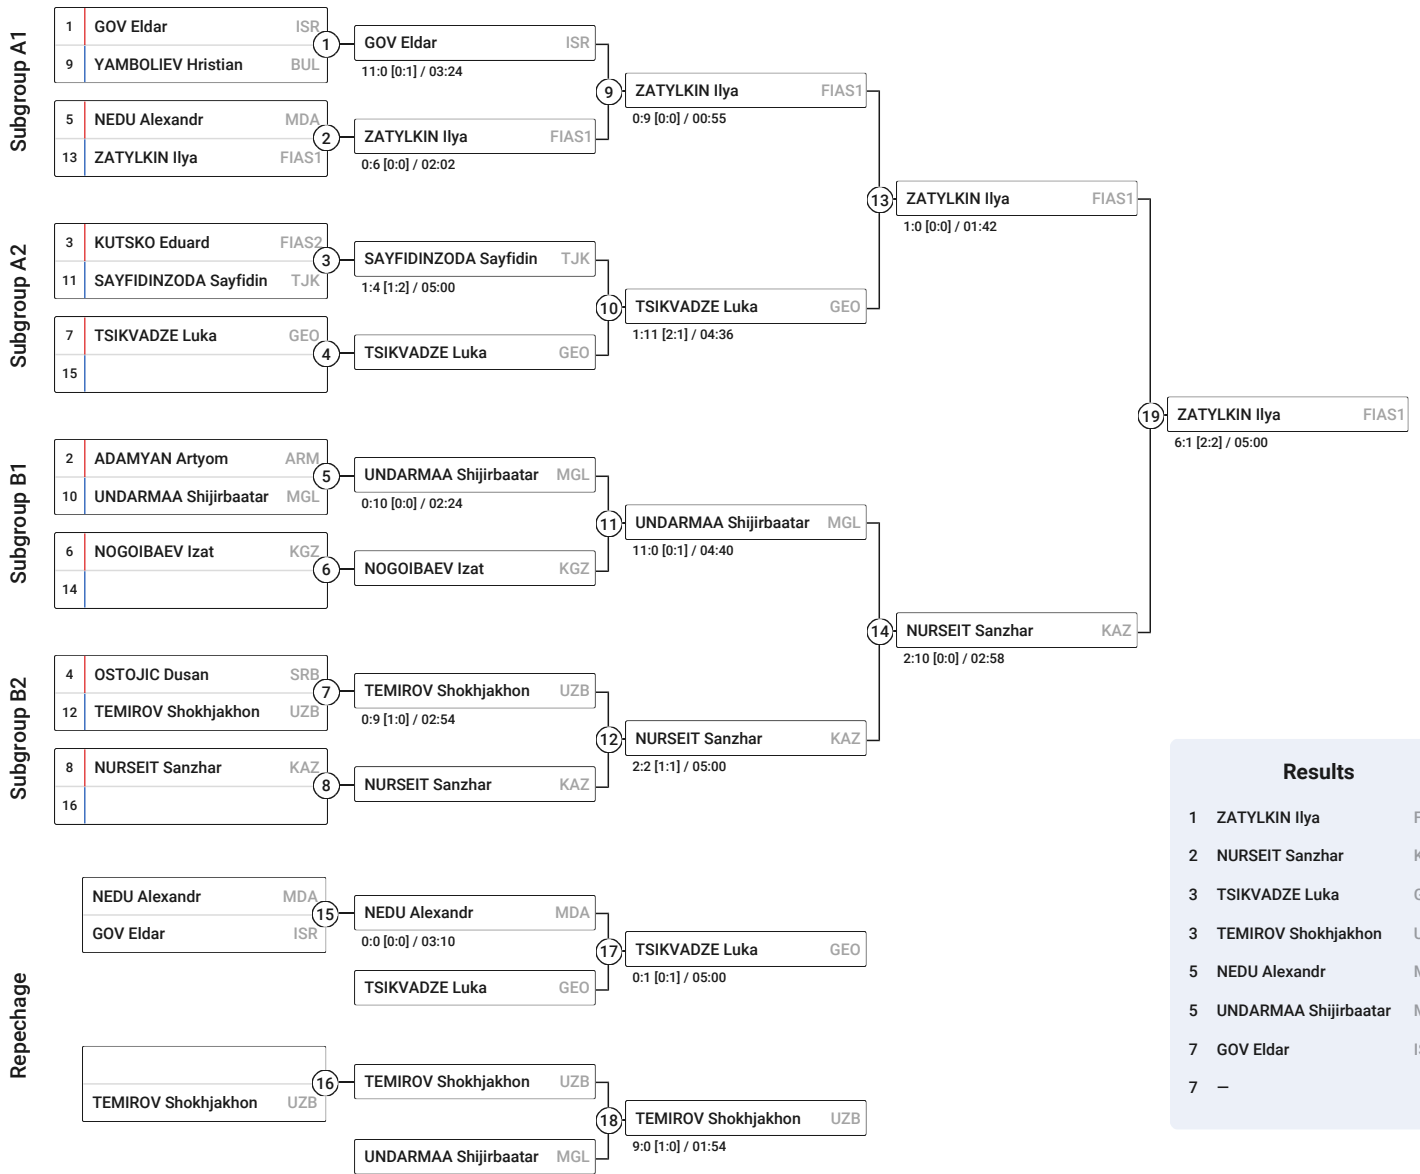 Subgroup A1
1 GOV Eldar ISR
9 YAMBOLIEV Hristian BUL
1
GOV Eldar ISR
11:0 [0:1] / 03:24
5 NEDU Alexandr MDA
13 ZATYLKIN Ilya FIAS1
2
ZATYLKIN Ilya FIAS1
0:6 [0:0] / 02:02
9
ZATYLKIN Ilya FIAS1
0:9 [0:0] / 00:55
Subgroup A2
3 KUTSKO Eduard FIAS2
11 SAYFIDINZODA Sayfidin TJK
3
SAYFIDINZODA Sayfidin TJK
1:4 [1:2] / 05:00
7 TSIKVADZE Luka GEO
15
4
TSIKVADZE Luka GEO
10
TSIKVADZE Luka GEO
1:11 [2:1] / 04:36
13
ZATYLKIN Ilya FIAS1
1:0 [0:0] / 01:42
Subgroup B1
2 ADAMYAN Artyom ARM
10 UNDARMAA Shijirbaatar MGL
5
UNDARMAA Shijirbaatar MGL
0:10 [0:0] / 02:24
6 NOGOIBAEV Izat KGZ
14
6
NOGOIBAEV Izat KGZ
11
UNDARMAA Shijirbaatar MGL
11:0 [0:1] / 04:40
Subgroup B2
4 OSTOJIC Dusan SRB
12 TEMIROV Shokhjakhon UZB
7
TEMIROV Shokhjakhon UZB
0:9 [1:0] / 02:54
8 NURSEIT Sanzhar KAZ
16
8
NURSEIT Sanzhar KAZ
12
NURSEIT Sanzhar KAZ
2:2 [1:1] / 05:00
14
NURSEIT Sanzhar KAZ
2:10 [0:0] / 02:58
19
ZATYLKIN Ilya FIAS1
6:1 [2:2] / 05:00
Repechage
NEDU Alexandr MDA
GOV Eldar ISR
15
NEDU Alexandr MDA
0:0 [0:0] / 03:10
TSIKVADZE Luka GEO
17
TSIKVADZE Luka GEO
0:1 [0:1] / 05:00
TEMIROV Shokhjakhon UZB
16
TEMIROV Shokhjakhon UZB
UNDARMAA Shijirbaatar MGL
18
TEMIROV Shokhjakhon UZB
9:0 [1:0] / 01:54
Results
1 ZATYLKIN Ilya
2 NURSEIT Sanzhar
3 TSIKVADZE Luka
3 TEMIROV Shokhjakhon
5 NEDU Alexandr
5 UNDARMAA Shijirbaatar
7 GOV Eldar
7 —